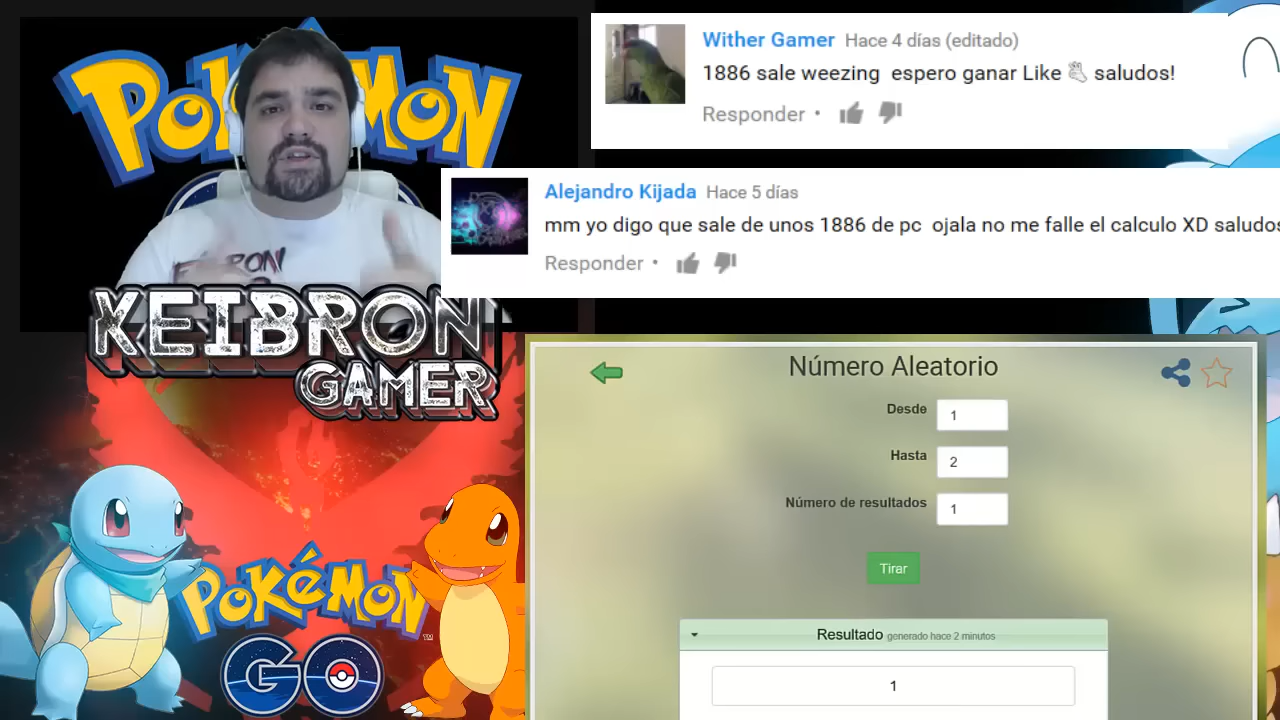 POKÉMON
Wither Gamer Hace 4 días (editado)
1886 sale weezing espero ganar Like saludos!
Responder •
Alejandro Kijada Hace 5 días
mm yo digo que sale de unos 1886 de pc ojala no me falle el calculo XD saludos
Responder •
KEIBRON
GAMER
Número Aleatorio
Desde 1
Hasta 2
Número de resultados 1
Tirar
Resultado generado hace 2 minutos
1
POKÉMON
TM
GO